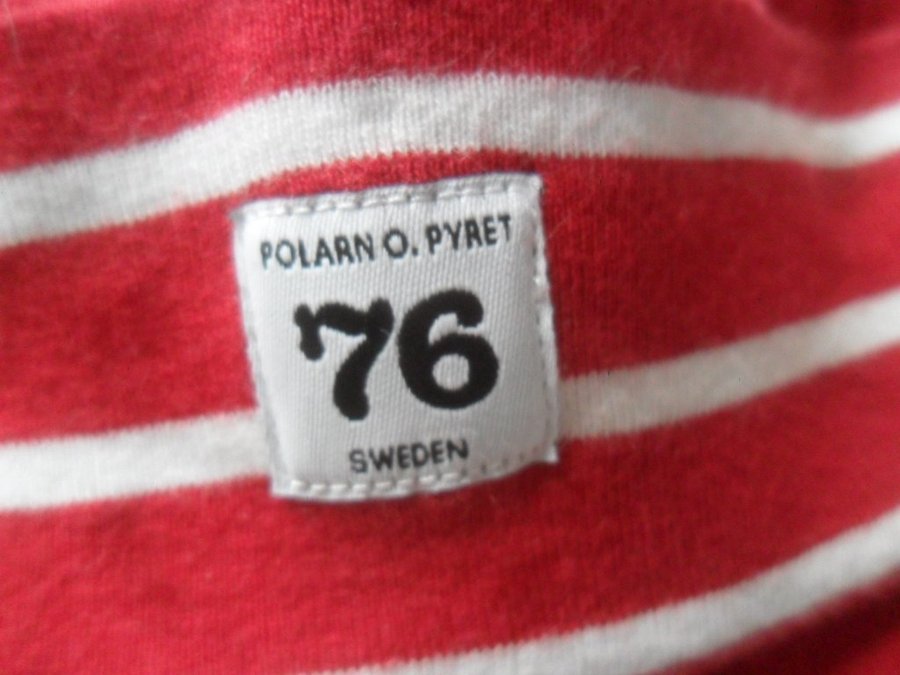 POLARN O. PYRET
76
SWEDEN